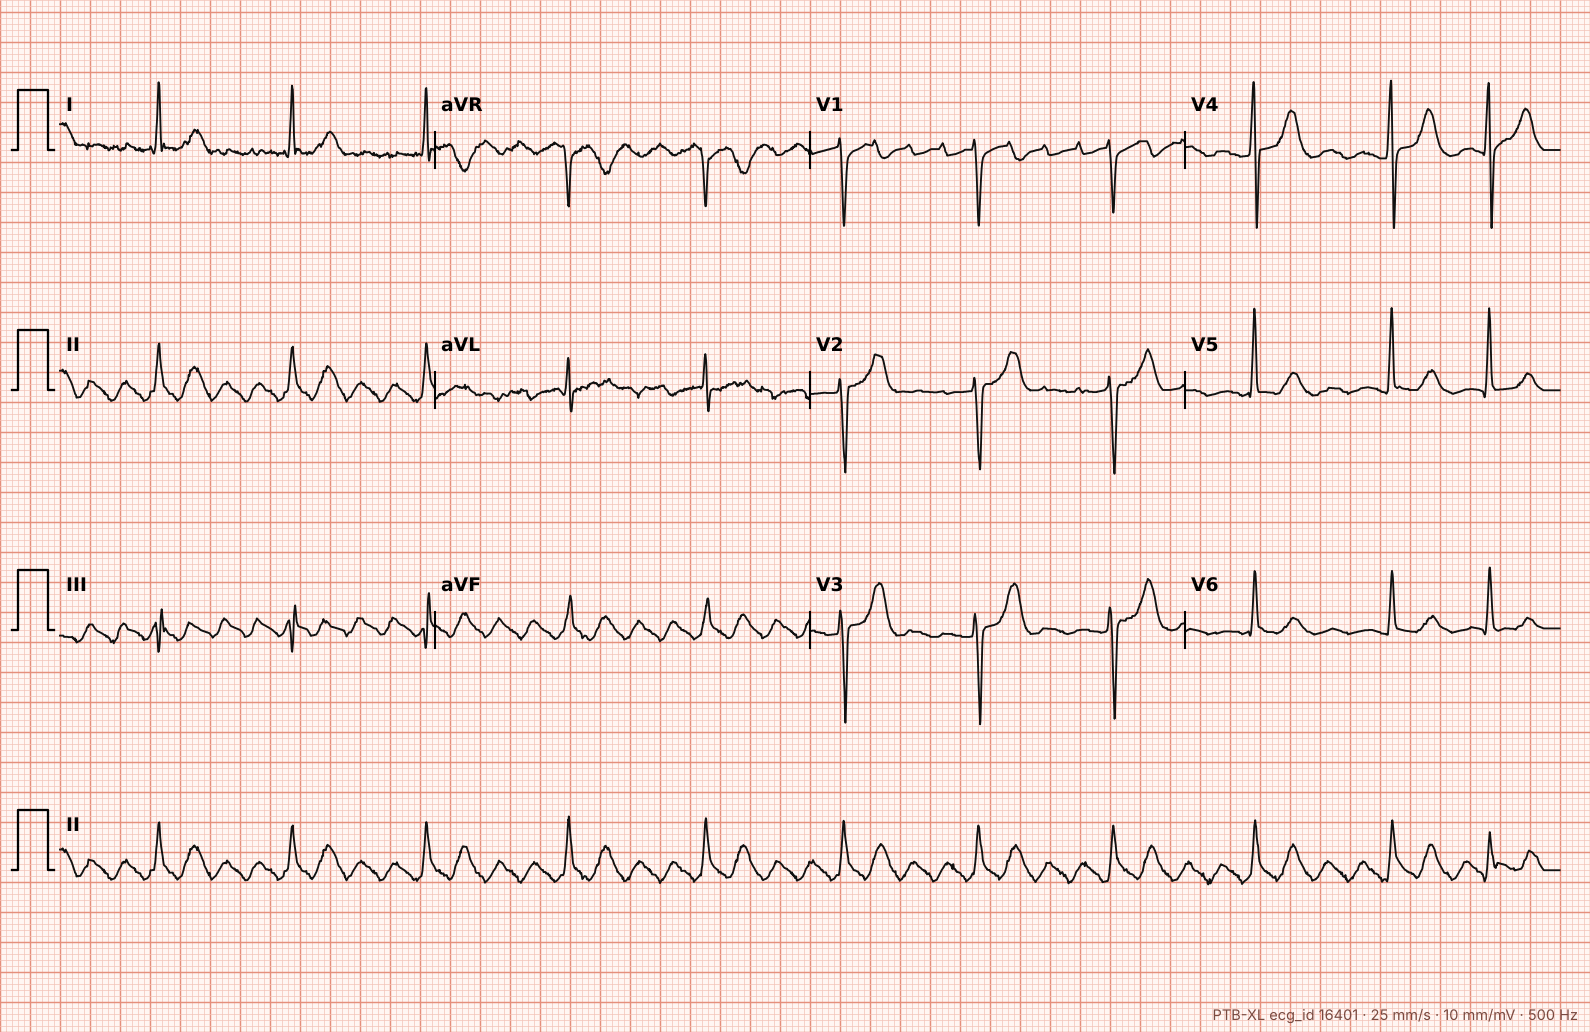 I aVR V1 V4
II aVL V2 V5
III aVF V3 V6
II
PTB-XL ecg_id 16401 · 25 mm/s · 10 mm/mV · 500 Hz